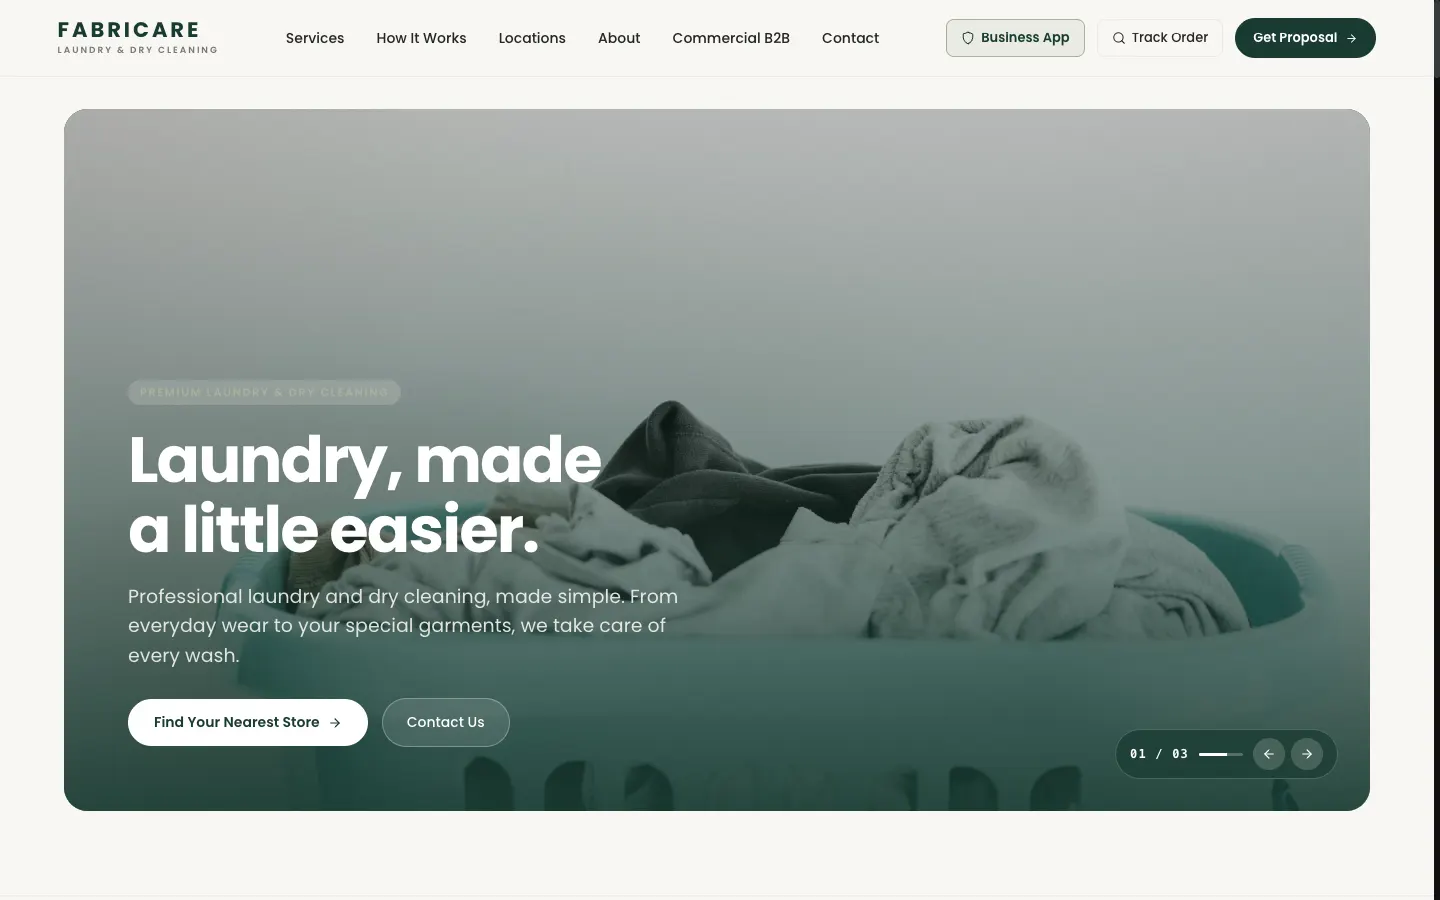 FABRICARE
LAUNDRY & DRY CLEANING
Services
How It Works
Locations
About
Commercial B2B
Contact
Business App
Track Order
Get Proposal
PREMIUM LAUNDRY & DRY CLEANING
Laundry, made
a little easier.
Professional laundry and dry cleaning, made simple. From
everyday wear to your special garments, we take care of
every wash.
Find Your Nearest Store
Contact Us
01 / 03